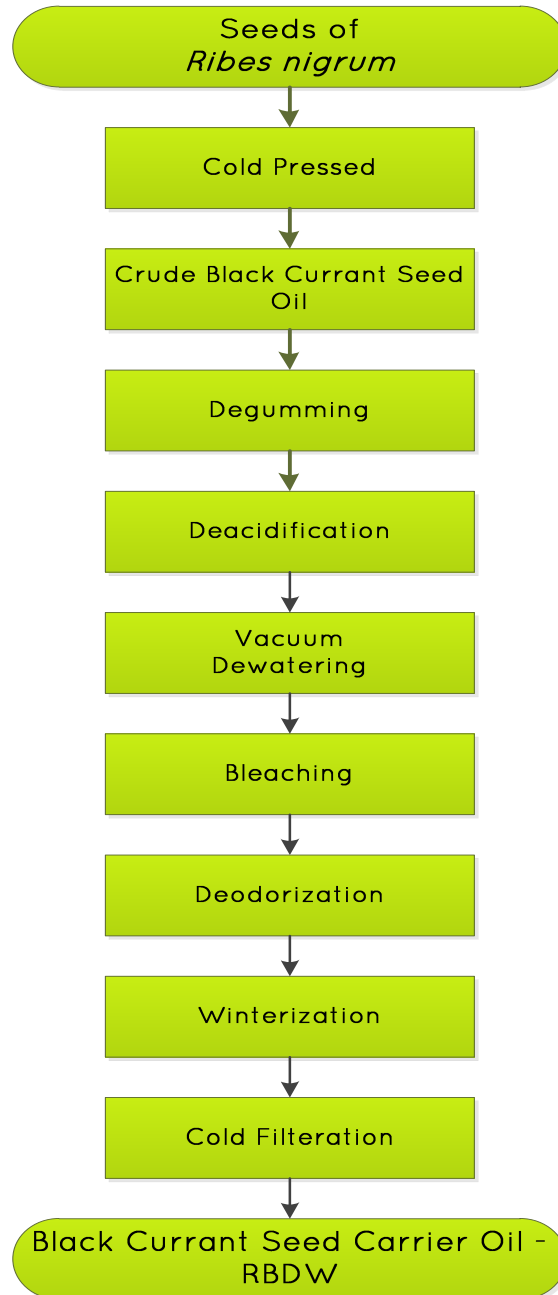 Seeds of
Ribes nigrum
Cold Pressed
Crude Black Currant Seed
Oil
Degumming
Deacidification
Vacuum
Dewatering
Bleaching
Deodorization
Winterization
Cold Filteration
Black Currant Seed Carrier Oil -
RBDW